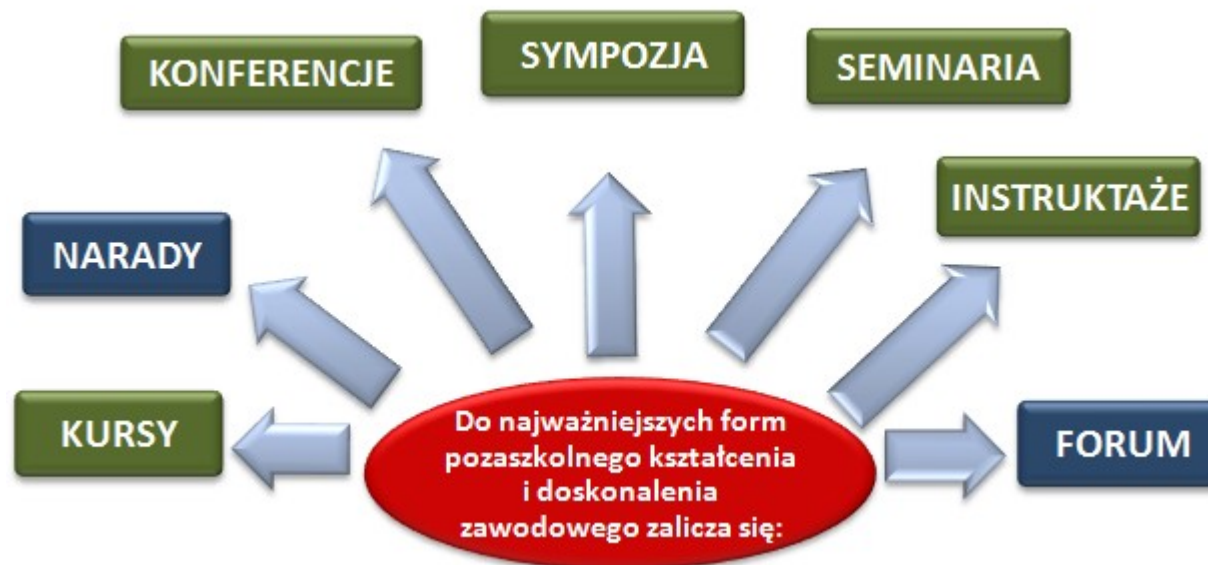 KONFERENCJE
SYMPOZJA
SEMINARIA
INSTRUKTAŻE
NARADY
KURSY
FORUM
Do najważniejszych form
pozaszkolnego kształcenia
i doskonalenia
zawodowego zalicza się: